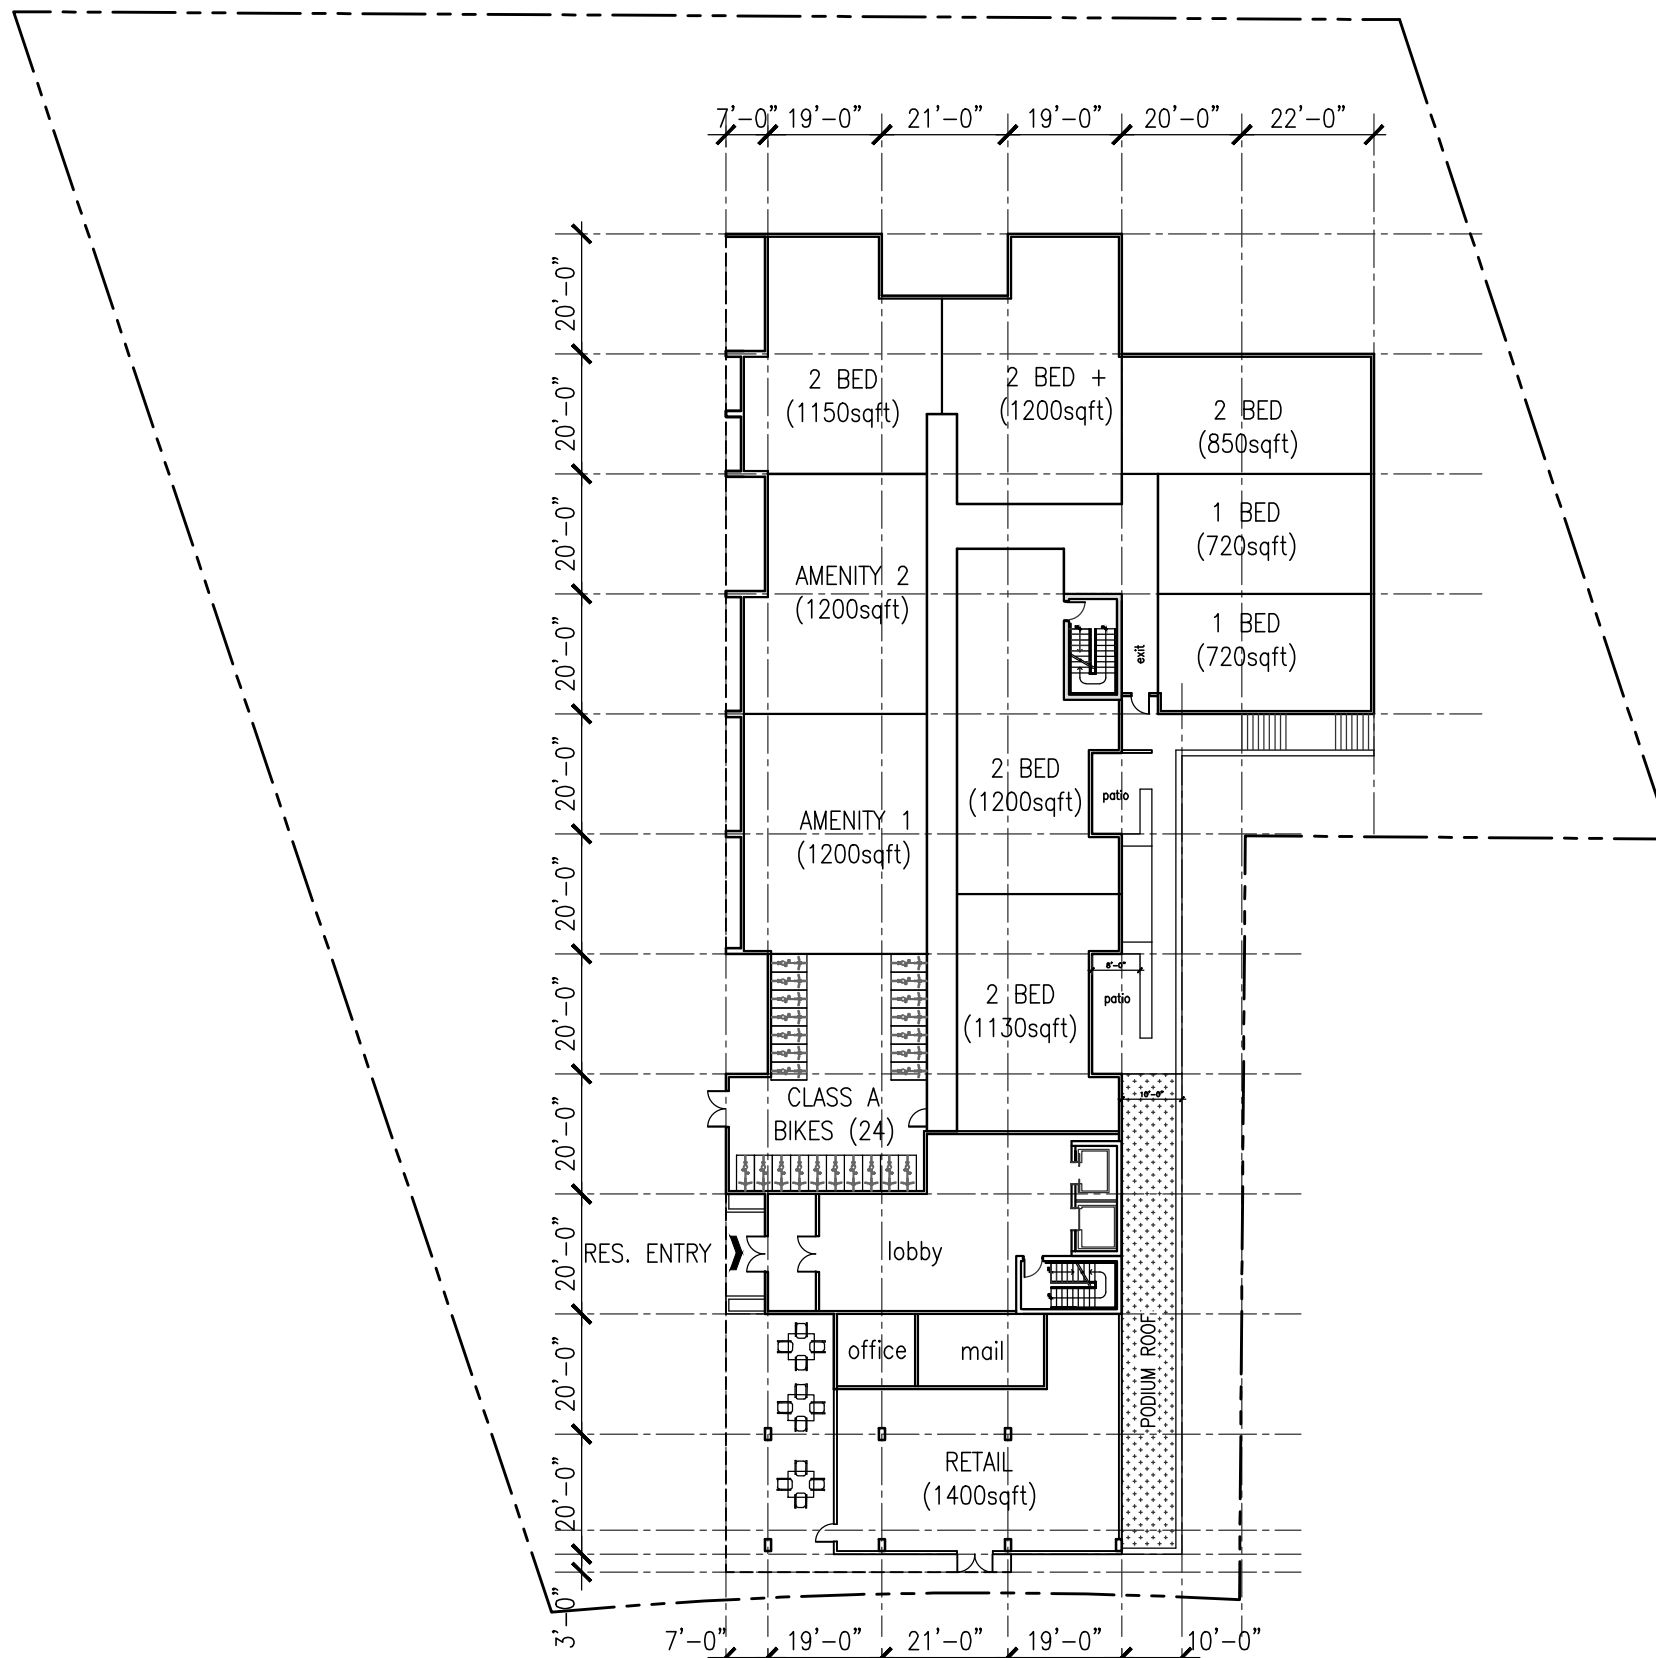 7'-0" 19'-0" 21'-0" 19'-0" 20'-0" 22'-0"
20'-0"
20'-0"
20'-0"
20'-0"
20'-0"
20'-0"
20'-0"
20'-0"
20'-0"
20'-0"
20'-0"
3'-0"
2 BED
(1150sqft)
2 BED +
(1200sqft)
2 BED
(850sqft)
1 BED
(720sqft)
AMENITY 2
(1200sqft)
1 BED
(720sqft)
exit
2 BED
(1200sqft)
patio
AMENITY 1
(1200sqft)
8'-0"
2 BED
(1130sqft)
patio
10'-0"
CLASS A
BIKES (24)
RES. ENTRY
lobby
office
mail
PODIUM ROOF
RETAIL
(1400sqft)
7'-0" 19'-0" 21'-0" 19'-0" 10'-0"